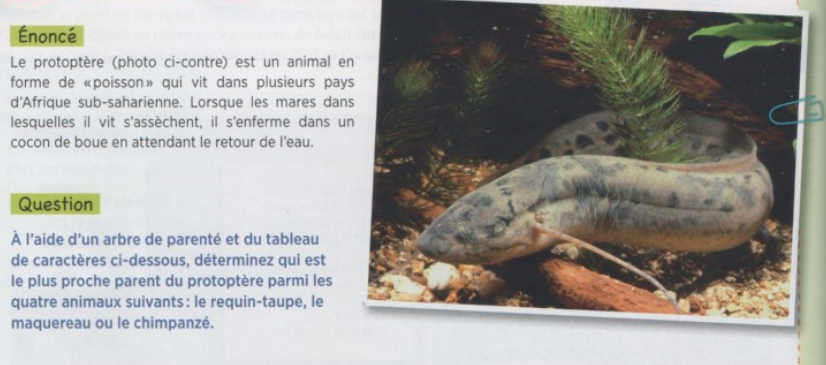 Énoncé
Le protoptère (photo ci-contre) est un animal en
forme de «poisson» qui vit dans plusieurs pays
d'Afrique sub-saharienne. Lorsque les mares dans
lesquelles il vit s'assèchent, il s'enferme dans un
cocon de boue en attendant le retour de l'eau.
Question
À l'aide d'un arbre de parenté et du tableau
de caractères ci-dessous, déterminez qui est
le plus proche parent du protoptère parmi les
quatre animaux suivants : le requin-taupe, le
maquereau ou le chimpanzé.